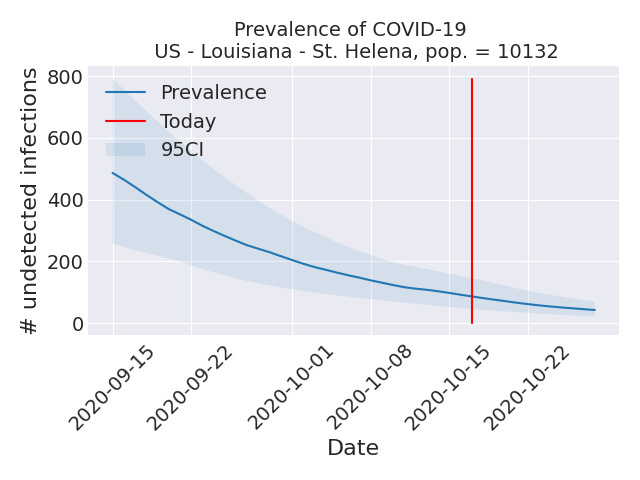 Prevalence of COVID-19
US - Louisiana - St. Helena, pop. = 10132
# undetected infections
800
600
400
200
0
Prevalence
Today
95CI
2020-09-15
2020-09-22
2020-10-01
2020-10-08
2020-10-15
2020-10-22
Date